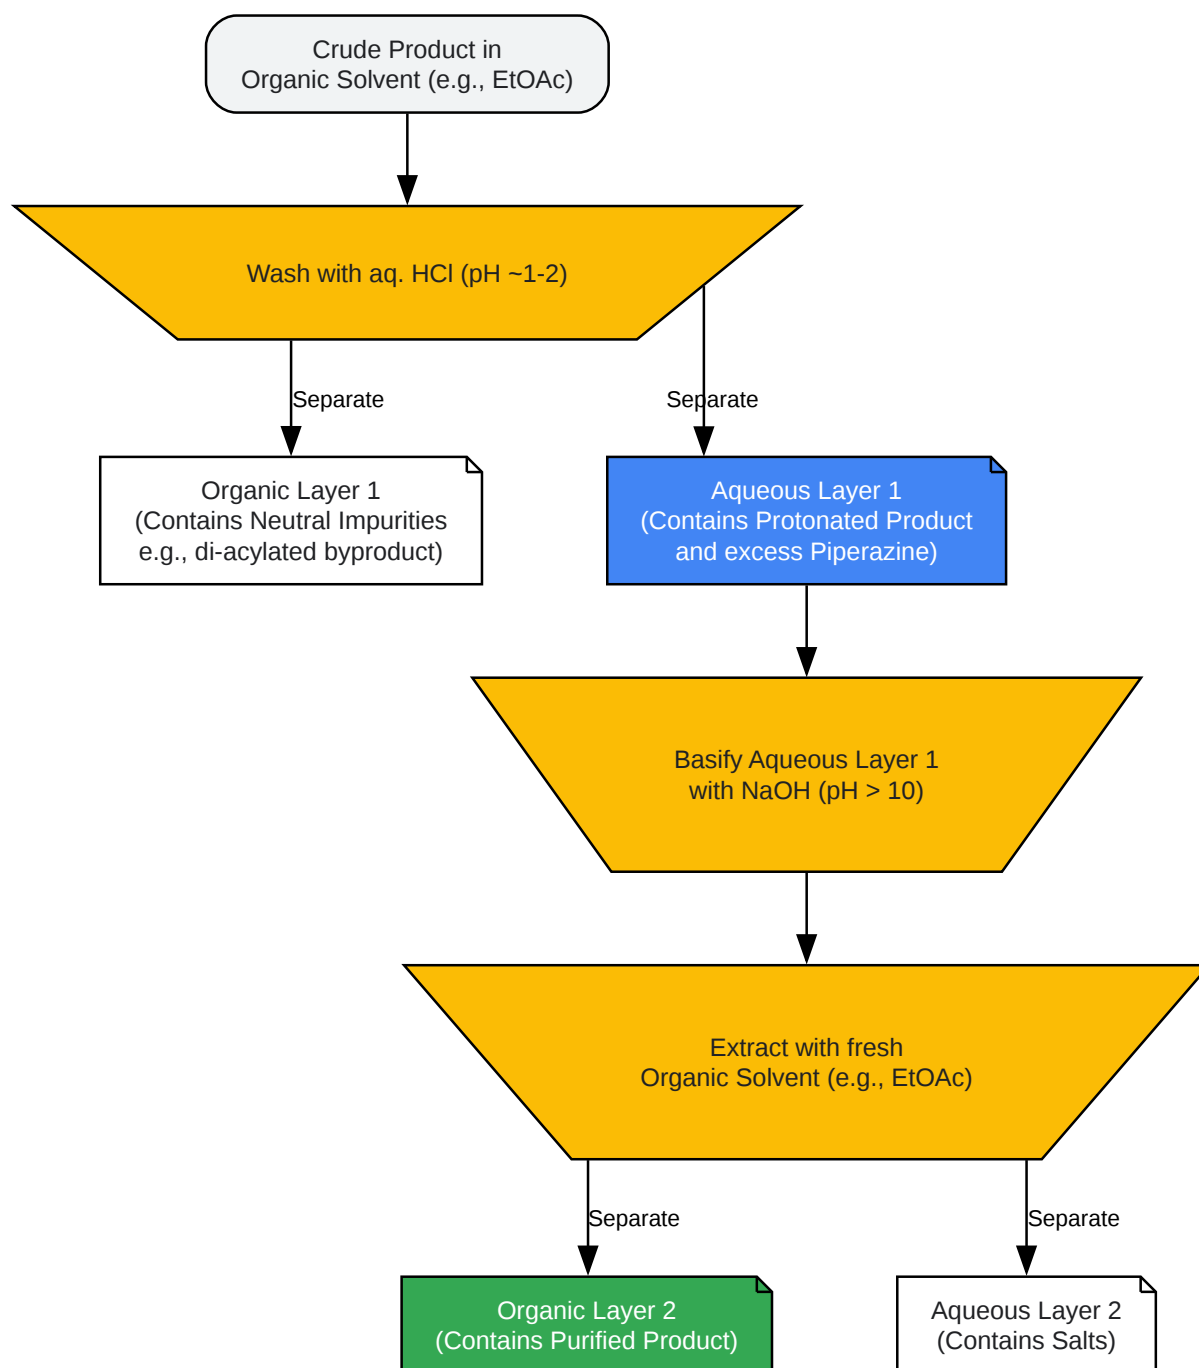 Crude Product in
Organic Solvent (e.g., EtOAc)
Wash with aq. HCl (pH ~1-2)
Separate
Separate
Organic Layer 1
(Contains Neutral Impurities
e.g., di-acylated byproduct)
Aqueous Layer 1
(Contains Protonated Product
and excess Piperazine)
Basify Aqueous Layer 1
with NaOH (pH > 10)
Extract with fresh
Organic Solvent (e.g., EtOAc)
Separate
Separate
Organic Layer 2
(Contains Purified Product)
Aqueous Layer 2
(Contains Salts)